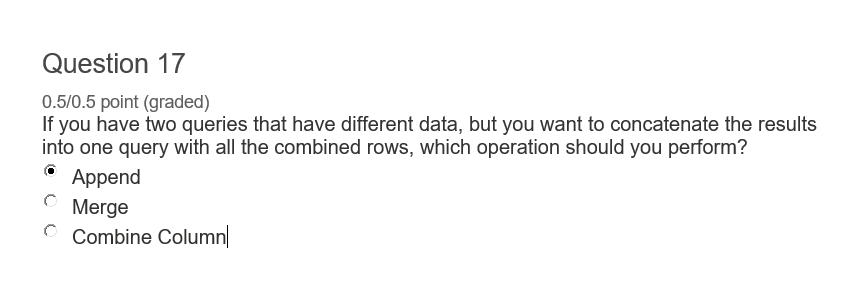 Question 17
0.5/0.5 point (graded)
If you have two queries that have different data, but you want to concatenate the results
into one query with all the combined rows, which operation should you perform?
Append
Merge
Combine Column